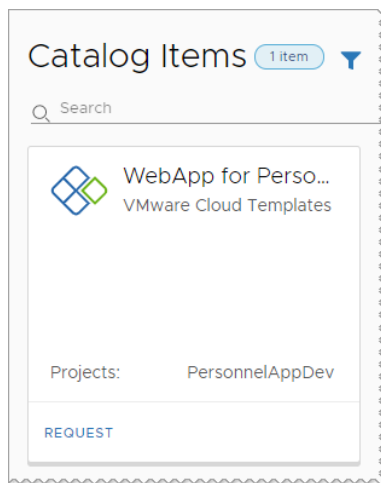 Catalog Items 1 item
Search
WebApp for Perso...
VMware Cloud Templates
Projects: PersonnelAppDev
REQUEST